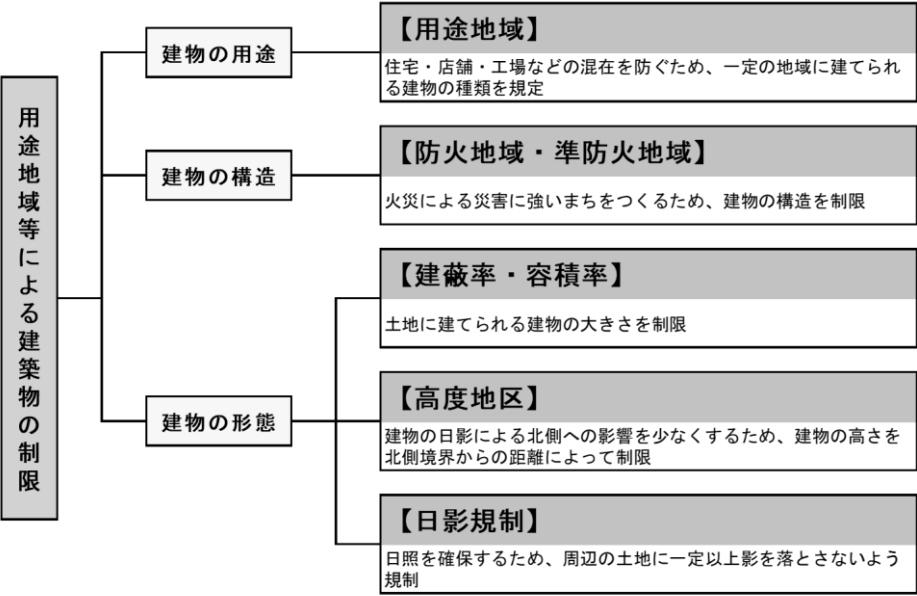 用途地域等による建築物の制限
建物の用途
【用途地域】
住宅・店舗・工場などの混在を防ぐため、一定の地域に建てられ
る建物の種類を規定
建物の構造
【防火地域・準防火地域】
火災による災害に強いまちをつくるため、建物の構造を制限
建物の形態
【建蔽率・容積率】
土地に建てられる建物の大きさを制限
【高度地区】
建物の日影による北側への影響を少なくするため、建物の高さを
北側境界からの距離によって制限
【日影規制】
日照を確保するため、周辺の土地に一定以上影を落とさないよう
規制